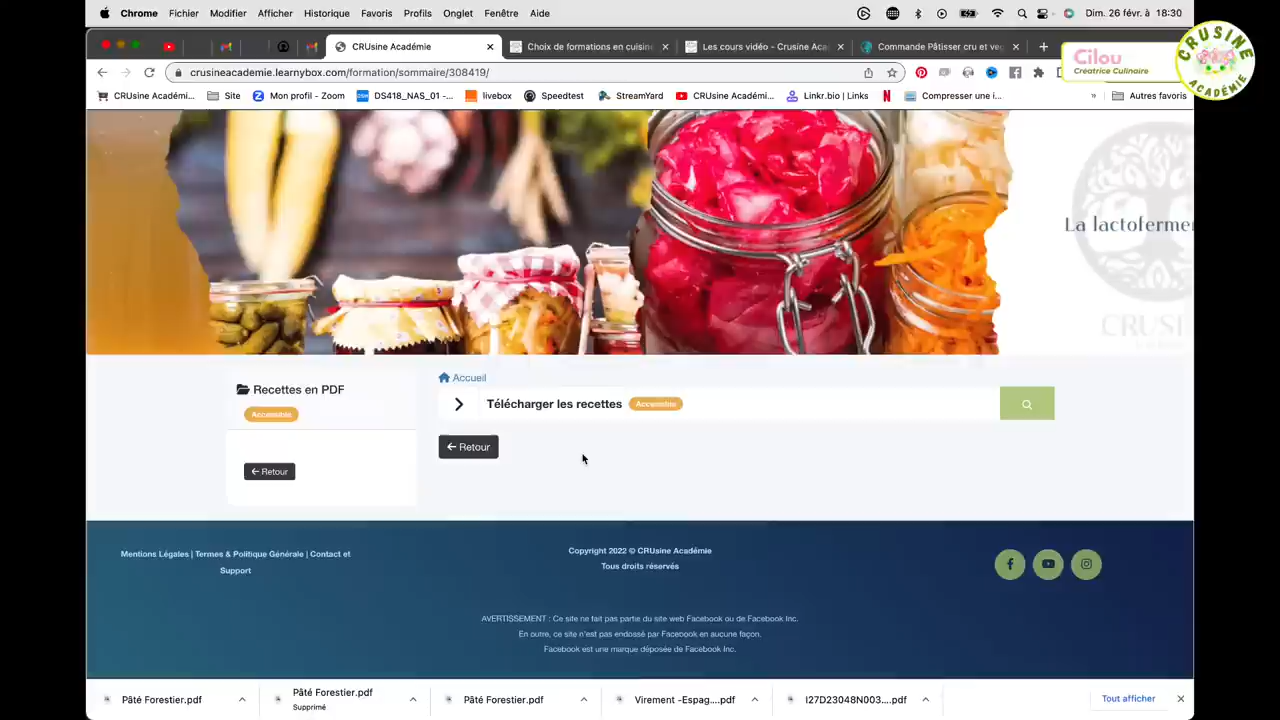 Chrome Fichier Modifier Afficher Historique Favoris Profils Onglet Fenêtre Aide
Dim. 26 févr. à 18:30
CRUsine Académie
Choix de formations en cuisine
Les cours vidéo - Crusine Aca
Commande Pâtisser cru et veg
Cilou
Créatrice Culinaire
CRUSINE
ACADÉMIE
crusineacademie.learnybox.com/formation/sommaire/308419/
CRUsine Académi...
Site
Mon profil - Zoom
DS418_NAS_01 -...
livebox
Speedtest
StreamYard
CRUsine Académi...
Linkr.bio | Links
Compresser une i...
Autres favoris
La lactofermen
CRUSI
Recettes en PDF
Accessible
Retour
Accueil
Télécharger les recettes Accessible
Retour
Mentions Légales | Termes & Politique Générale | Contact et
Support
Copyright 2022 © CRUsine Académie
Tous droits réservés
AVERTISSEMENT : Ce site ne fait pas partie du site web Facebook ou de Facebook Inc.
En outre, ce site n'est pas endossé par Facebook en aucune façon.
Facebook est une marque déposée de Facebook Inc.
Pâté Forestier.pdf
Pâté Forestier.pdf
Supprimé
Pâté Forestier.pdf
Virement -Espag....pdf
I27D23048N003....pdf
Tout afficher